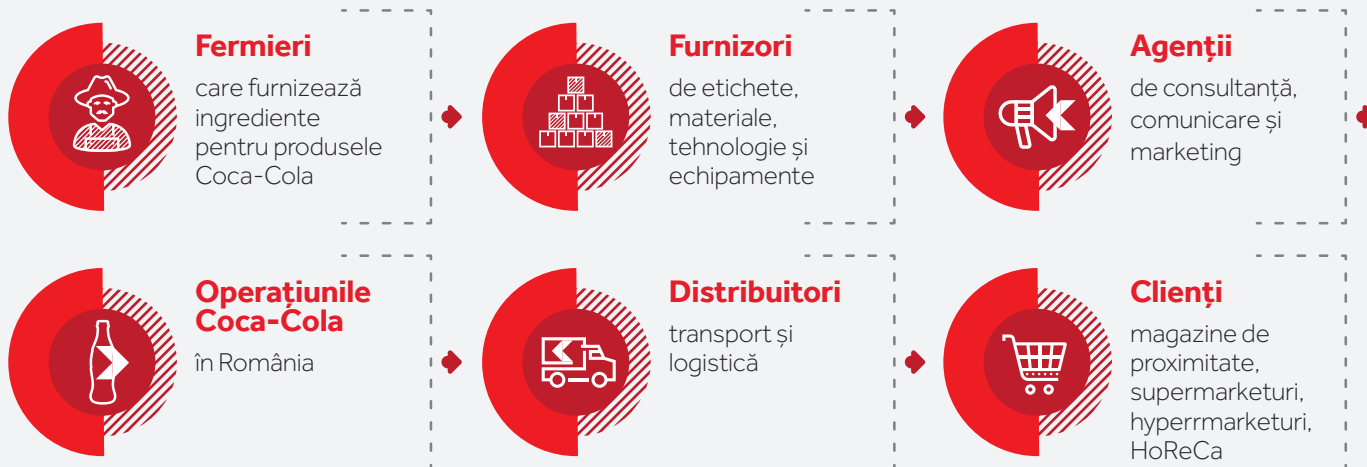 Fermieri
care furnizează
ingrediente
pentru produsele
Coca-Cola
Furnizori
de etichete,
materiale,
tehnologie și
echipamente
Agenții
de consultanță,
comunicare și
marketing
Operațiunile
Coca-Cola
în România
Distribuitori
transport și
logistică
Clienți
magazine de
proximitate,
supermarketuri,
hyperrmarketuri,
HoReCa